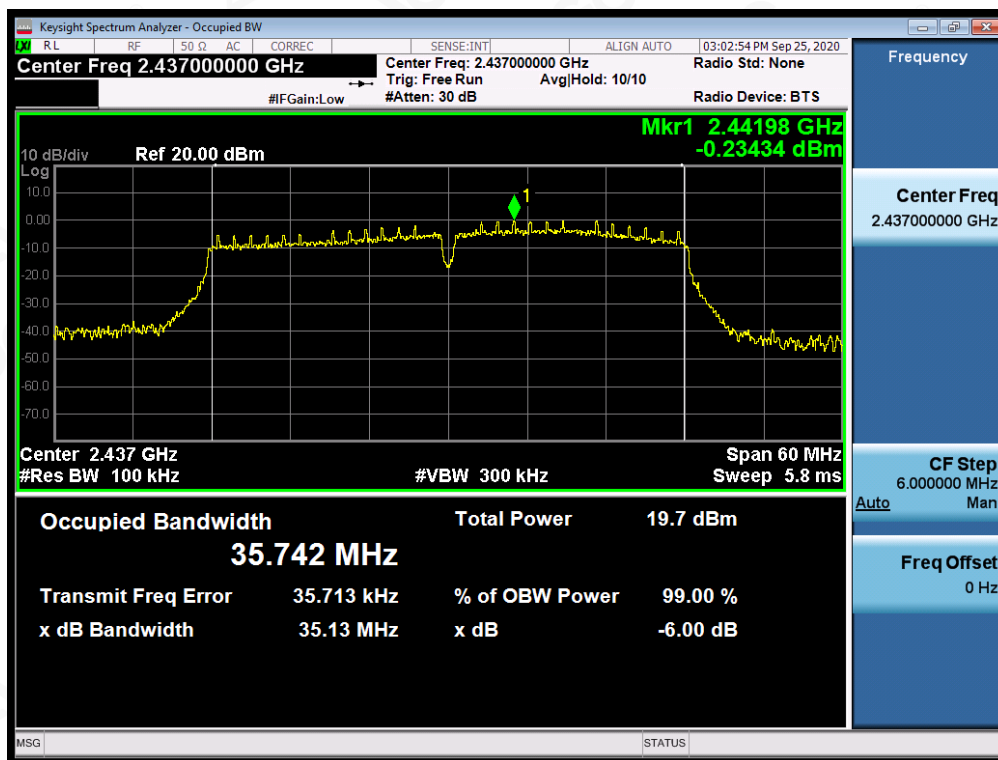 Keysight Spectrum Analyzer - Occupied BW
LXI RL RF 50 Ω AC CORREC SENSE:INT ALIGN AUTO 03:02:54 PM Sep 25, 2020
Center Freq 2.437000000 GHz
Center Freq: 2.437000000 GHz
Radio Std: None
Trig: Free Run Avg|Hold: 10/10
#IFGain:Low
#Atten: 30 dB
Radio Device: BTS
Mkr1 2.44198 GHz
-0.23434 dBm
10 dB/div Ref 20.00 dBm
Log
10.0
0.00
-10.0
-20.0
-30.0
-40.0
-50.0
-60.0
-70.0
1
Center 2.437 GHz Span 60 MHz
#Res BW 100 kHz #VBW 300 kHz Sweep 5.8 ms
Occupied Bandwidth Total Power 19.7 dBm
35.742 MHz
Transmit Freq Error 35.713 kHz % of OBW Power 99.00 %
x dB Bandwidth 35.13 MHz x dB -6.00 dB
MSG STATUS
Frequency
Center Freq
2.437000000 GHz
CF Step
6.000000 MHz
Auto Man
Freq Offset
0 Hz